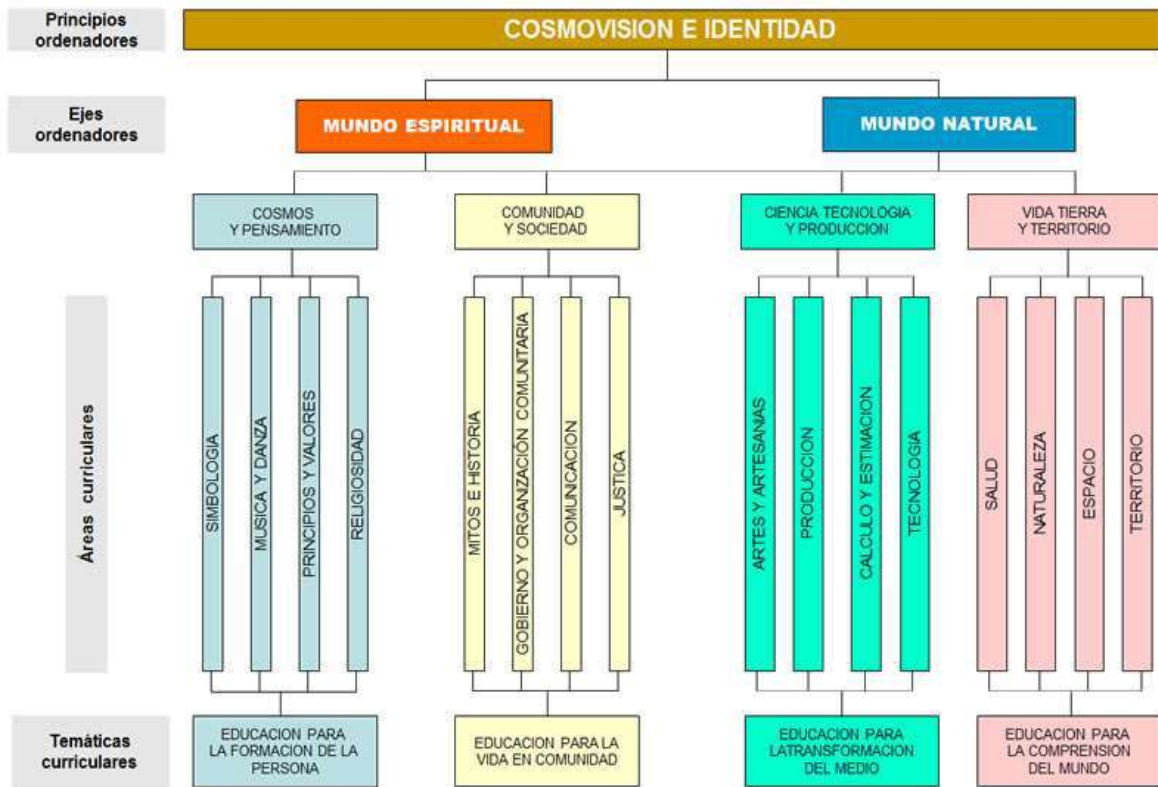 Principios
ordenadores
COSMOVISION E IDENTIDAD
Ejes
ordenadores
MUNDO ESPIRITUAL
MUNDO NATURAL
COSMOS
Y PENSAMIENTO
COMUNIDAD
Y SOCIEDAD
CIENCIA TECNOLOGIA
Y PRODUCCION
VIDA TIERRA
Y TERRITORIO
Áreas curriculares
SIMBOLOGIA
MUSICA Y DANZA
PRINCIPIOS Y VALORES
RELIGIOSIDAD
MITOS E HISTORIA
GOBIERNO Y ORGANIZACIÓN COMUNITARIA
COMUNICACION
JUSTICA
ARTES Y ARTESANIAS
PRODUCCION
CALCULO Y ESTIMACION
TECNOLOGIA
SALUD
NATURALEZA
ESPACIO
TERRITORIO
Temáticas
curriculares
EDUCACION PARA
LA FORMACION DE LA
PERSONA
EDUCACION PARA LA
VIDA EN COMUNIDAD
EDUCACION PARA
LATRANSFORMACION
DEL MEDIO
EDUCACION PARA
LA COMPRENSION
DEL MUNDO